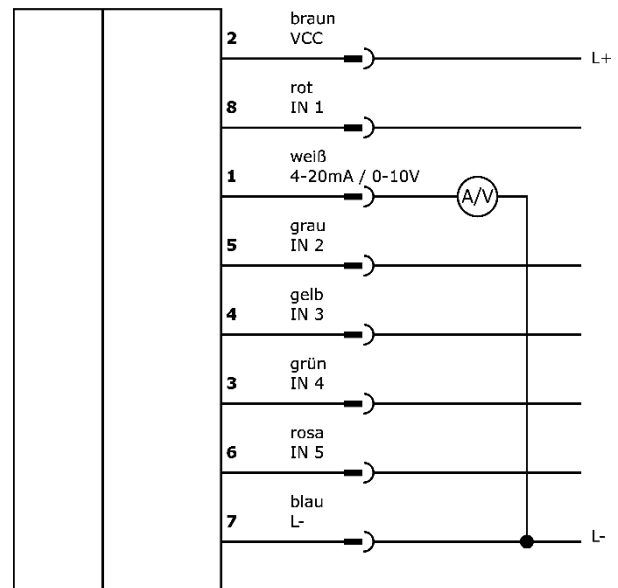 braun
2 VCC
L+
rot
8 IN 1
weiß
1 4-20mA / 0-10V
A/V
grau
5 IN 2
gelb
4 IN 3
grün
3 IN 4
rosa
6 IN 5
blau
7 L-
L-